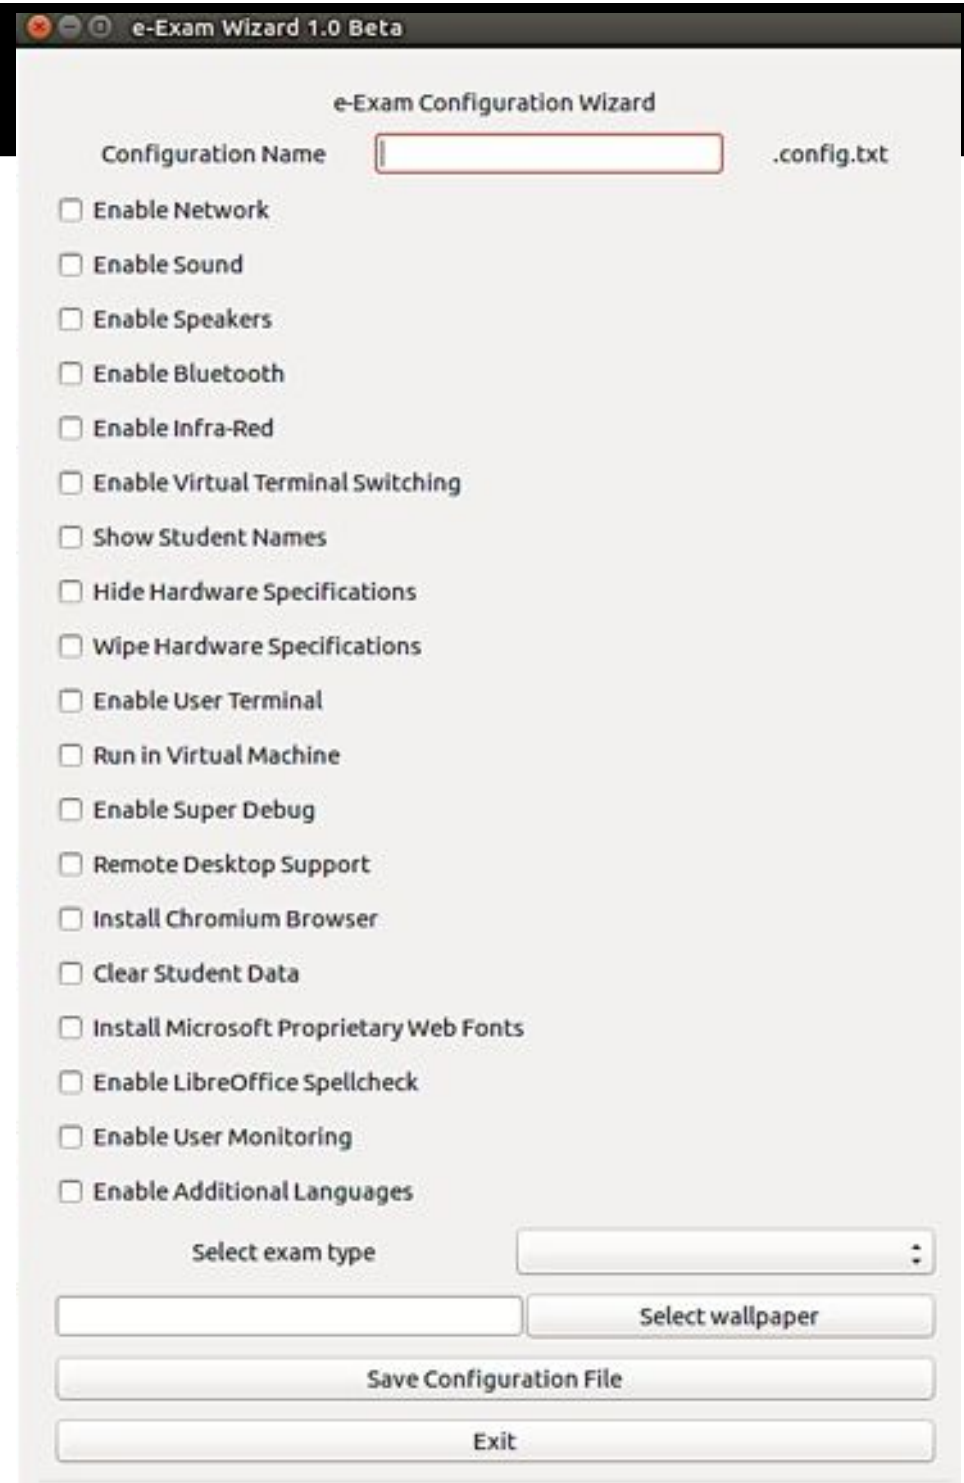 e-Exam Wizard 1.0 Beta
e-Exam Configuration Wizard
Configuration Name .config.txt
Enable Network
Enable Sound
Enable Speakers
Enable Bluetooth
Enable Infra-Red
Enable Virtual Terminal Switching
Show Student Names
Hide Hardware Specifications
Wipe Hardware Specifications
Enable User Terminal
Run in Virtual Machine
Enable Super Debug
Remote Desktop Support
Install Chromium Browser
Clear Student Data
Install Microsoft Proprietary Web Fonts
Enable LibreOffice Spellcheck
Enable User Monitoring
Enable Additional Languages
Select exam type
Select wallpaper
Save Configuration File
Exit